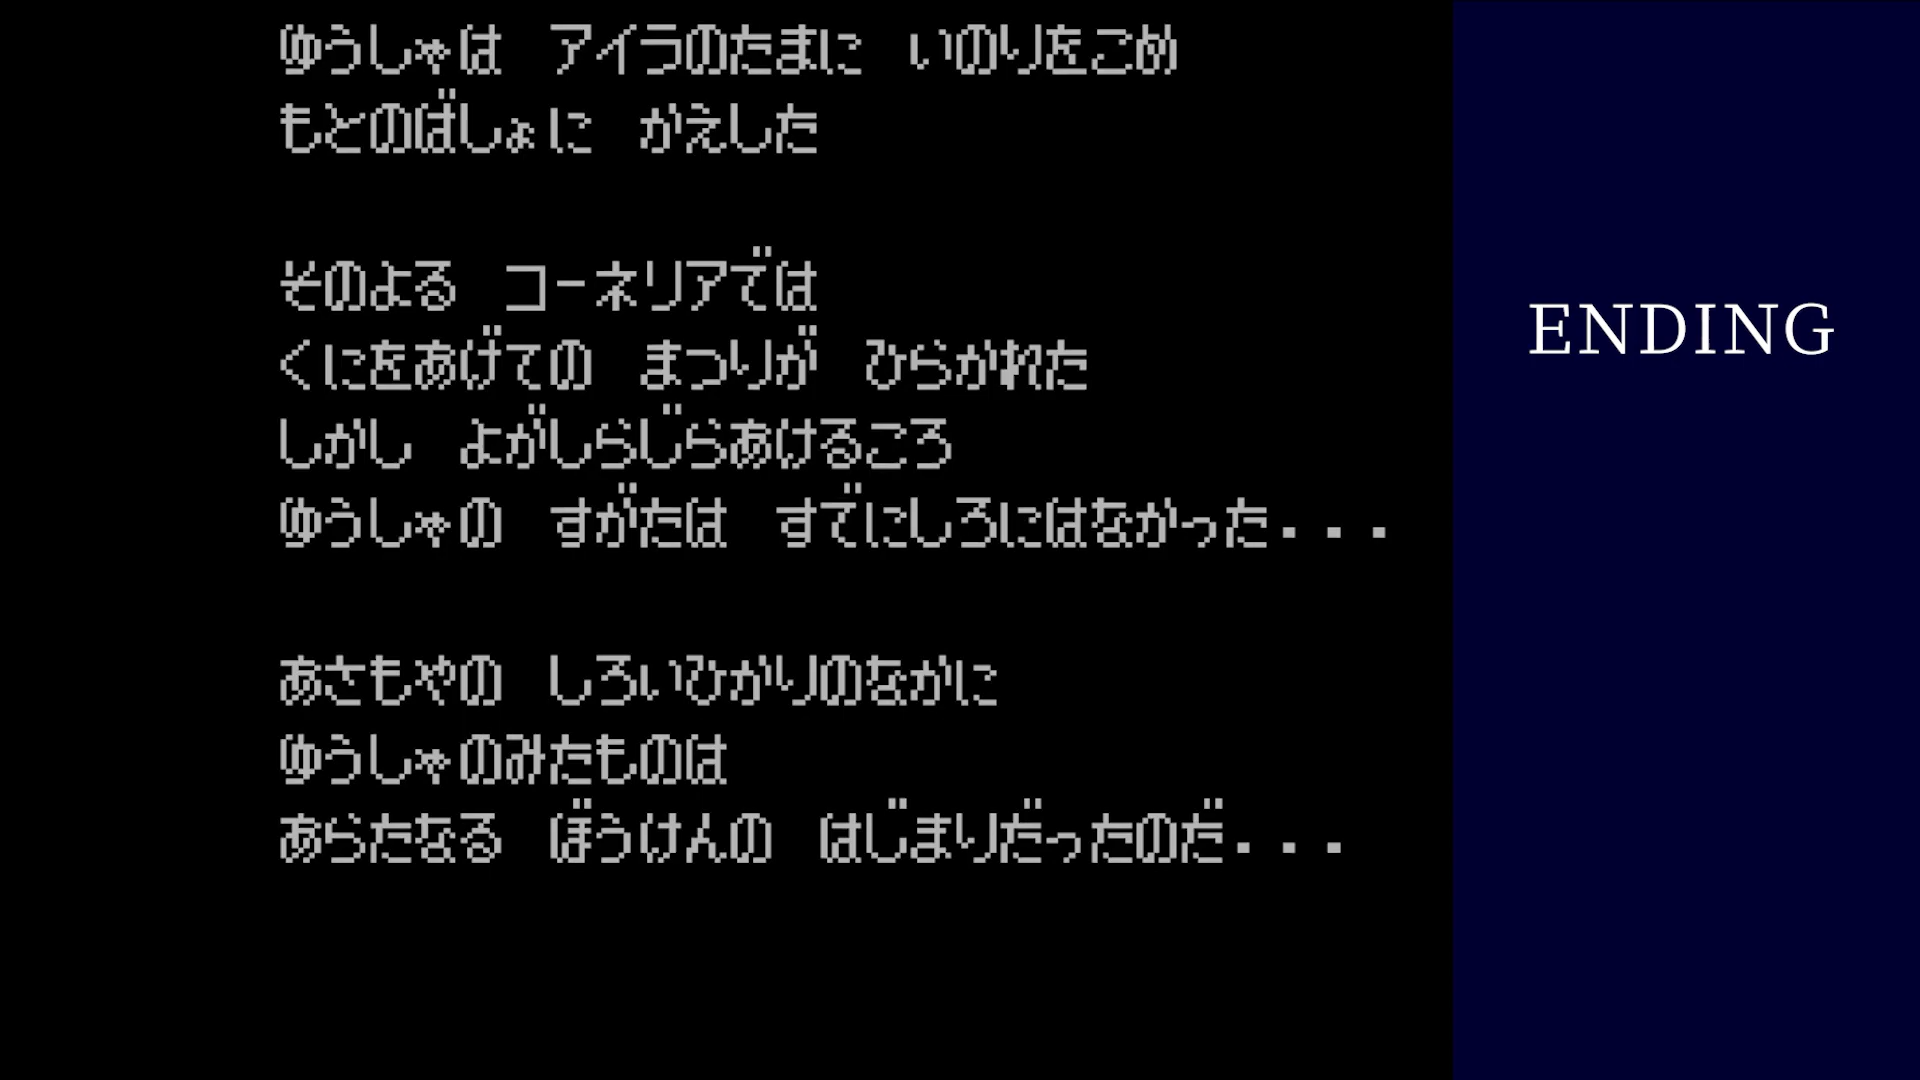 ゆうしゃは アイラのたまに いのりをこめ
もとのばしょに かえした
そのよる コーネリアでは
くにをあげての まつりが ひらかれた
しかし よがしらじらあけるころ
ゆうしゃの すがたは すでにしろにはなかった...
あさもやの しろいひかりのなかに
ゆうしゃのみたものは
あらたなる ぼうけんの はじまりだったのだ...
ENDING